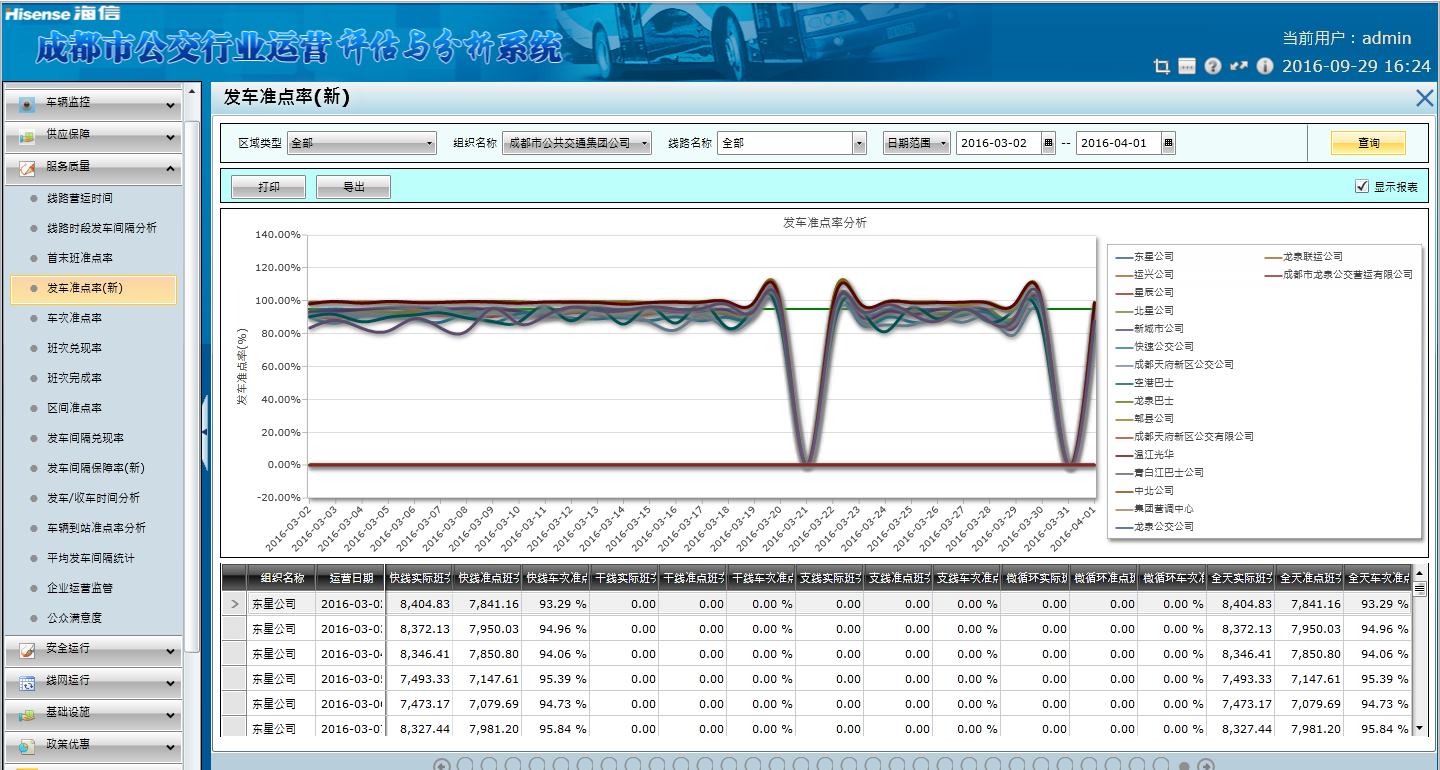 Hisense 海信
成都市公交行业运营评估与分析系统
当前用户：admin
2016-09-29 16:24
车辆监控
供应保障
服务质量
线路营运时间
线路时段发车间隔分析
首末班准点率
发车准点率(新)
车次准点率
班次兑现率
班次完成率
区间准点率
发车间隔兑现率
发车间隔保障率(新)
发车/收车时间分析
车辆到站准点率分析
平均发车间隔统计
企业运营监管
公众满意度
安全运行
线网运行
基础设施
政策优惠
发车准点率(新)
区域类型 全部 组织名称 成都市公共交通集团公司 线路名称 全部 日期范围 2016-03-02 -- 2016-04-01 查询
打印 导出 显示报表
发车准点率分析
发车准点率(%)
140.00%
120.00%
100.00%
80.00%
60.00%
40.00%
20.00%
0.00%
-20.00%
2016-03-02 2016-03-03 2016-03-04 2016-03-05 2016-03-06 2016-03-07 2016-03-08 2016-03-09 2016-03-10 2016-03-11 2016-03-12 2016-03-13 2016-03-14 2016-03-15 2016-03-16 2016-03-17 2016-03-18 2016-03-19 2016-03-20 2016-03-21 2016-03-22 2016-03-23 2016-03-24 2016-03-25 2016-03-26 2016-03-27 2016-03-28 2016-03-29 2016-03-30 2016-03-31 2016-04-01
东星公司 龙泉联运公司
运兴公司 成都市龙泉公交营运有限公司
星辰公司
北星公司
新城市公司
快速公交公司
成都天府新区公交公司
空港巴士
龙泉巴士
郫县公司
成都天府新区公交有限公司
温江光华
青白江巴士公司
中北公司
集团营调中心
龙泉公交公司
组织名称 运营日期 快线实际班 快线准点班 快线车次准 干线实际班 干线准点班 干线车次准 支线实际班 支线准点班 支线车次准 微循环实际 微循环准点 微循环车次 全天实际班 全天准点班 全天车次准
东星公司 2016-03-02 8,404.83 7,841.16 93.29 % 0.00 0.00 0.00 % 0.00 0.00 0.00 % 0.00 0.00 0.00 % 8,404.83 7,841.16 93.29 %
东星公司 2016-03-03 8,372.13 7,950.03 94.96 % 0.00 0.00 0.00 % 0.00 0.00 0.00 % 0.00 0.00 0.00 % 8,372.13 7,950.03 94.96 %
东星公司 2016-03-04 8,346.41 7,850.80 94.06 % 0.00 0.00 0.00 % 0.00 0.00 0.00 % 0.00 0.00 0.00 % 8,346.41 7,850.80 94.06 %
东星公司 2016-03-05 7,493.33 7,147.61 95.39 % 0.00 0.00 0.00 % 0.00 0.00 0.00 % 0.00 0.00 0.00 % 7,493.33 7,147.61 95.39 %
东星公司 2016-03-06 7,473.17 7,079.69 94.73 % 0.00 0.00 0.00 % 0.00 0.00 0.00 % 0.00 0.00 0.00 % 7,473.17 7,079.69 94.73 %
东星公司 2016-03-07 8,327.44 7,981.20 95.84 % 0.00 0.00 0.00 % 0.00 0.00 0.00 % 0.00 0.00 0.00 % 8,327.44 7,981.20 95.84 %